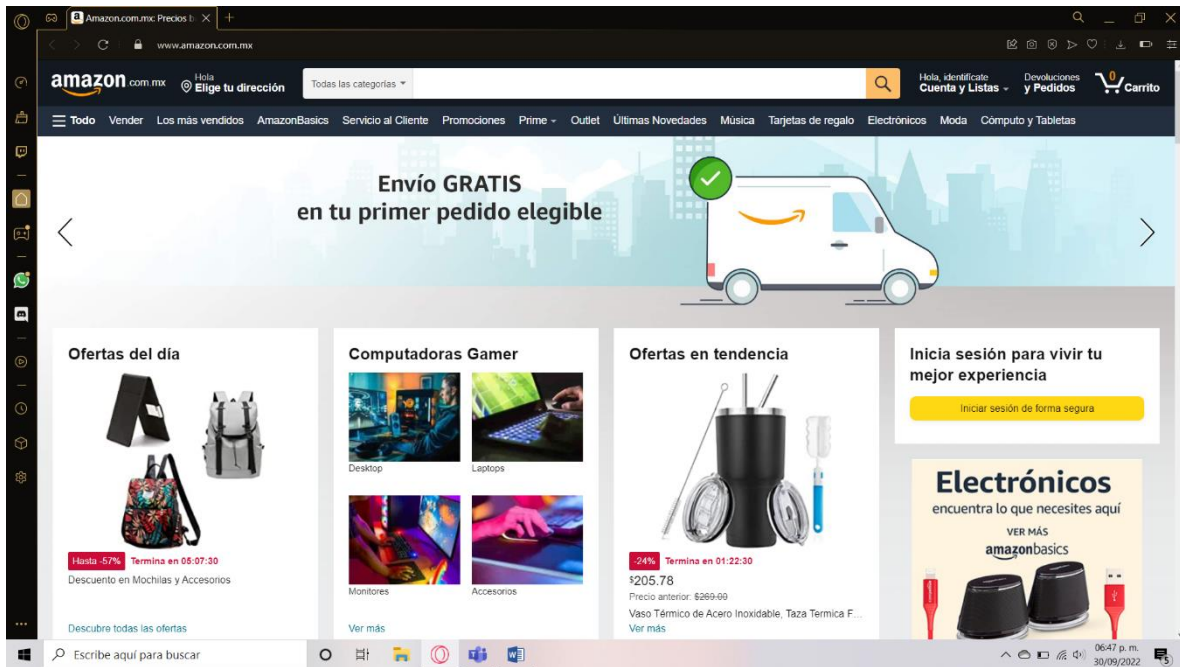 Amazon.com.mx: Precios b
www.amazon.com.mx
amazon.com.mx
Hola
Elige tu dirección
Todas las categorías
Hola, identifícate
Cuenta y Listas
Devoluciones
y Pedidos
0
Carrito
Todo Vender Los más vendidos AmazonBasics Servicio al Cliente Promociones Prime Outlet Últimas Novedades Música Tarjetas de regalo Electrónicos Moda Cómputo y Tabletas
Envío GRATIS
en tu primer pedido elegible
Ofertas del día
Hasta -57% Termina en 05:07:30
Descuento en Mochilas y Accesorios
Descubre todas las ofertas
Computadoras Gamer
Desktop
Laptops
Monitores
Accesorios
Ver más
Ofertas en tendencia
-24% Termina en 01:22:30
$205.78
Precio anterior: $269.00
Vaso Térmico de Acero Inoxidable, Taza Termica F...
Ver más
Inicia sesión para vivir tu
mejor experiencia
Iniciar sesión de forma segura
Electrónicos
encuentra lo que necesites aquí
VER MÁS
amazonbasics
Escribe aquí para buscar
06:47 p. m.
30/09/2022
5